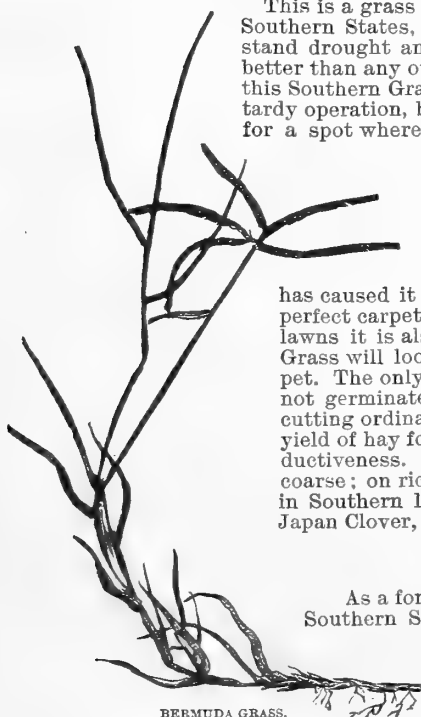 This is a grass
Southern States,
stand drought an
better than any o
this Southern Gra
tardy operation, b
for a spot where
has caused it
perfect carpet
lawns it is als
Grass will loo
pet. The only
not germinate
cutting ordina
yield of hay fo
ductiveness.
coarse; on ric
in Southern l
Japan Clover,
As a for
Southern S
BERMUDA GRASS.